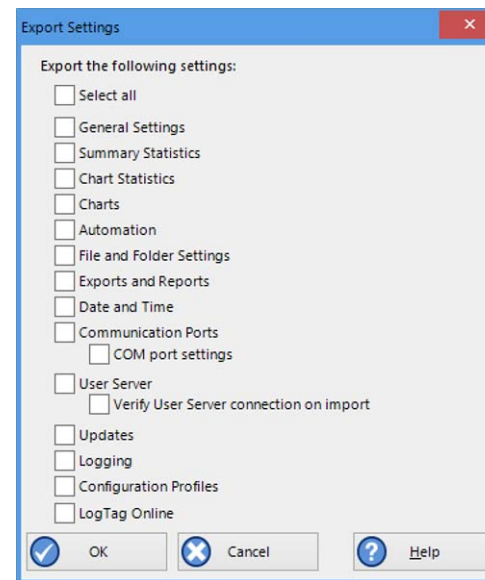 Export Settings
Export the following settings:
Select all
General Settings
Summary Statistics
Chart Statistics
Charts
Automation
File and Folder Settings
Exports and Reports
Date and Time
Communication Ports
COM port settings
User Server
Verify User Server connection on import
Updates
Logging
Configuration Profiles
LogTag Online
OK Cancel Help